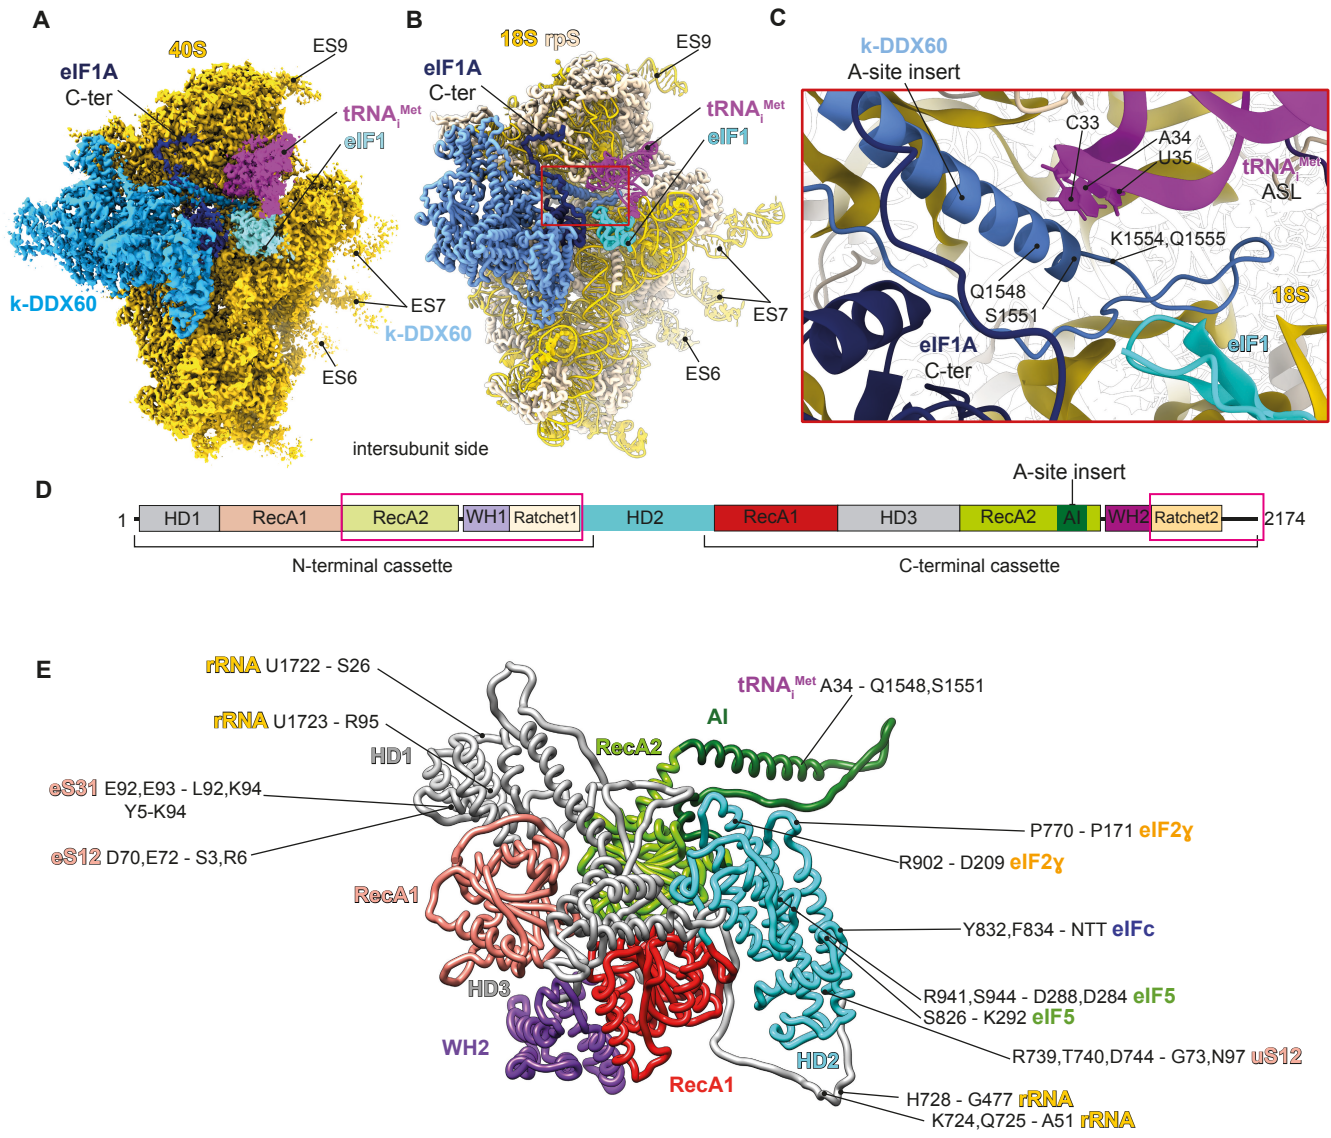 A
40S
ES9
eIF1A
C-ter
tRNAiMet
eIF1
k-DDX60
ES7
ES6
B
18S rpS
ES9
eIF1A
C-ter
tRNAiMet
eIF1
k-DDX60
ES7
ES6
intersubunit side
C
k-DDX60
A-site insert
C33
A34
U35
tRNAiMet
ASL
K1554,Q1555
Q1548
S1551
18S
eIF1A
C-ter
eIF1
D
A-site insert
1 HD1 RecA1 RecA2 WH1 Ratchet1 HD2 RecA1 HD3 RecA2 AI WH2 Ratchet2 2174
N-terminal cassette C-terminal cassette
E
rRNA U1722 - S26
rRNA U1723 - R95
HD1
eS31 E92,E93 - L92,K94
Y5-K94
eS12 D70,E72 - S3,R6
RecA1
HD3
WH2
RecA1
RecA2
AI
tRNAiMet A34 - Q1548,S1551
P770 - P171 eIF2ɣ
R902 - D209 eIF2ɣ
Y832,F834 - NTT eIFc
R941,S944 - D288,D284 eIF5
S826 - K292 eIF5
R739,T740,D744 - G73,N97 uS12
HD2
H728 - G477 rRNA
K724,Q725 - A51 rRNA